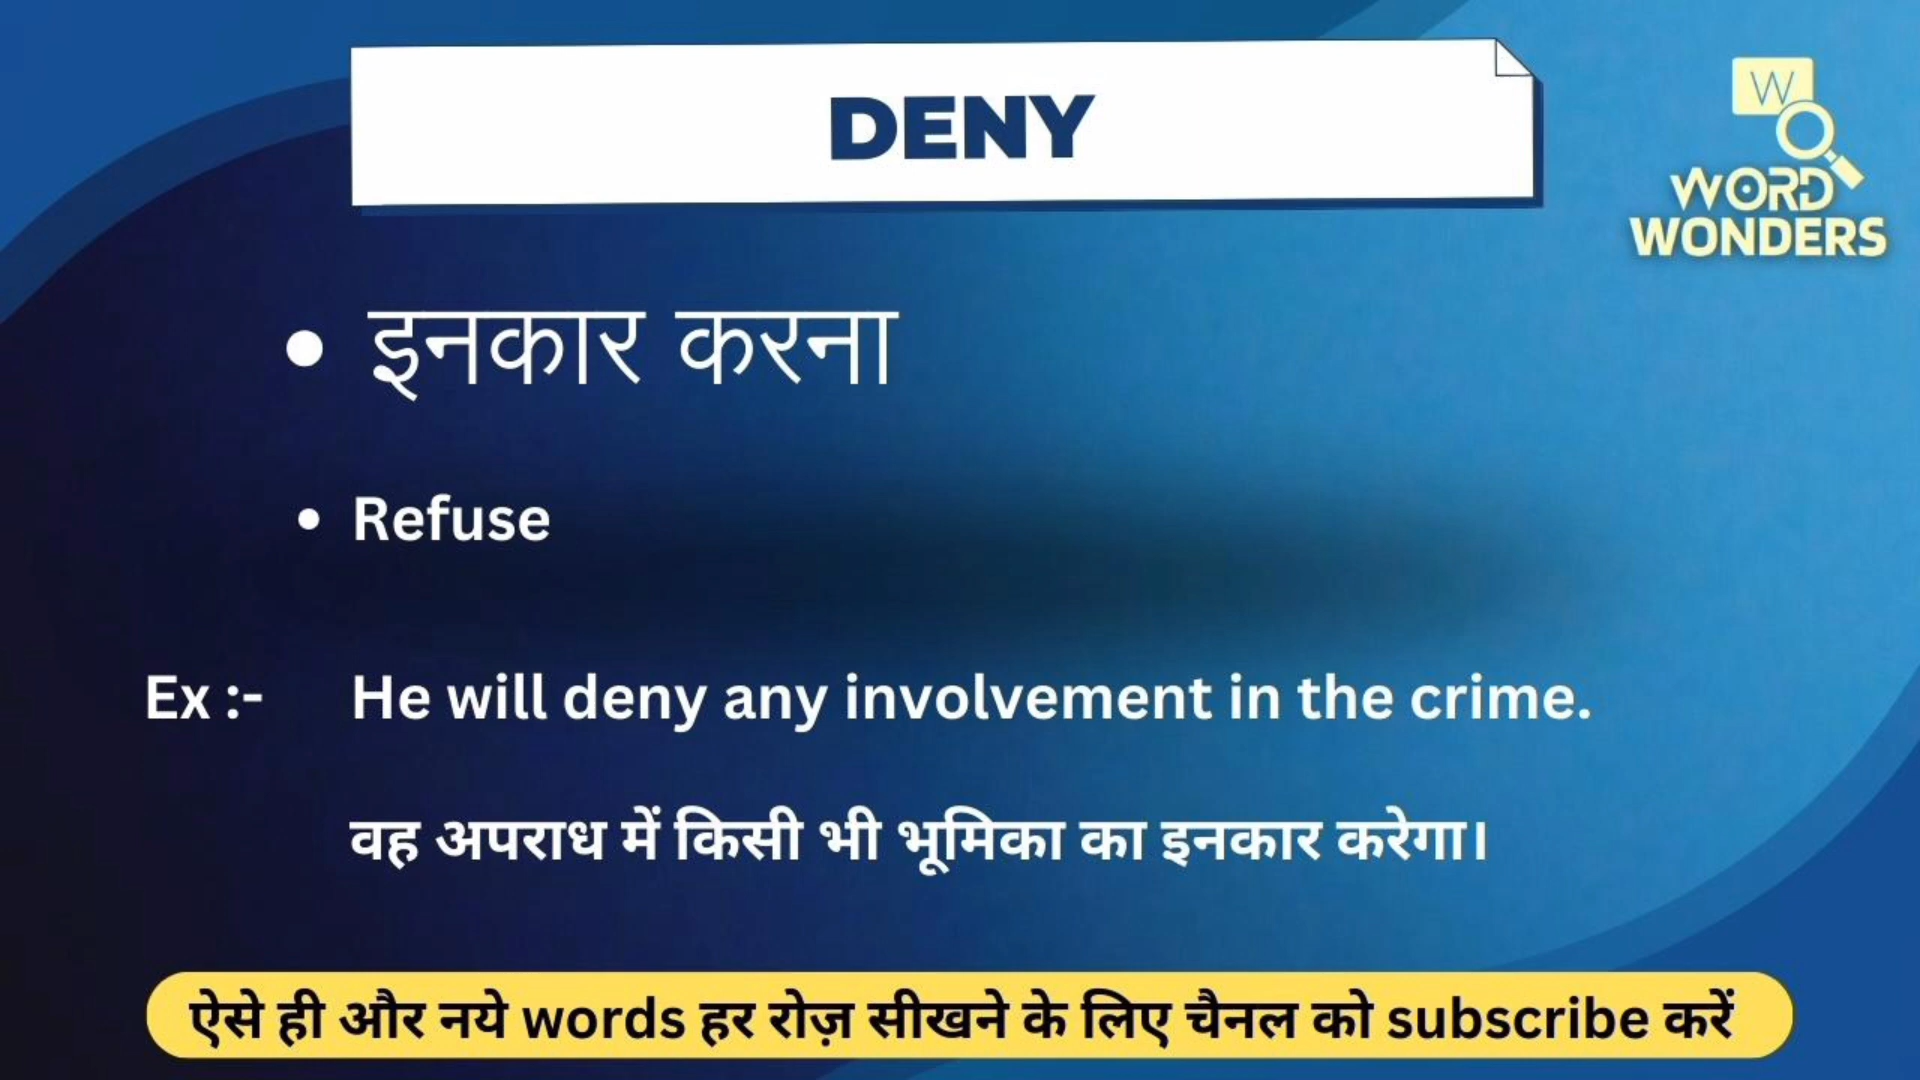 DENY
W
WORD
WONDERS
• इनकार करना
• Refuse
Ex :- He will deny any involvement in the crime.
वह अपराध में किसी भी भूमिका का इनकार करेगा।
ऐसे ही और नये words हर रोज़ सीखने के लिए चैनल को subscribe करें